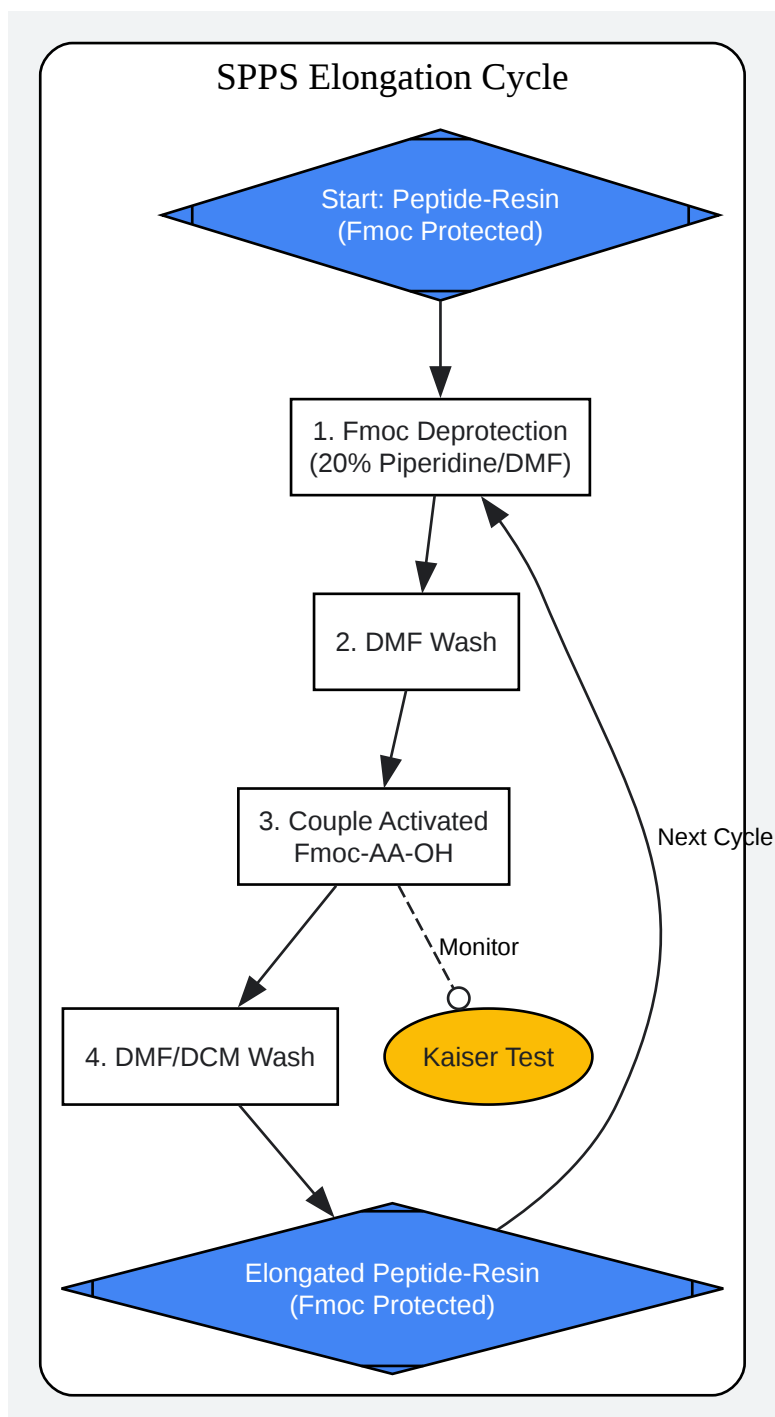 SPPS Elongation Cycle
Start: Peptide-Resin
(Fmoc Protected)
1. Fmoc Deprotection
(20% Piperidine/DMF)
2. DMF Wash
3. Couple Activated
Fmoc-AA-OH
Next Cycle
Monitor
4. DMF/DCM Wash
Kaiser Test
Elongated Peptide-Resin
(Fmoc Protected)